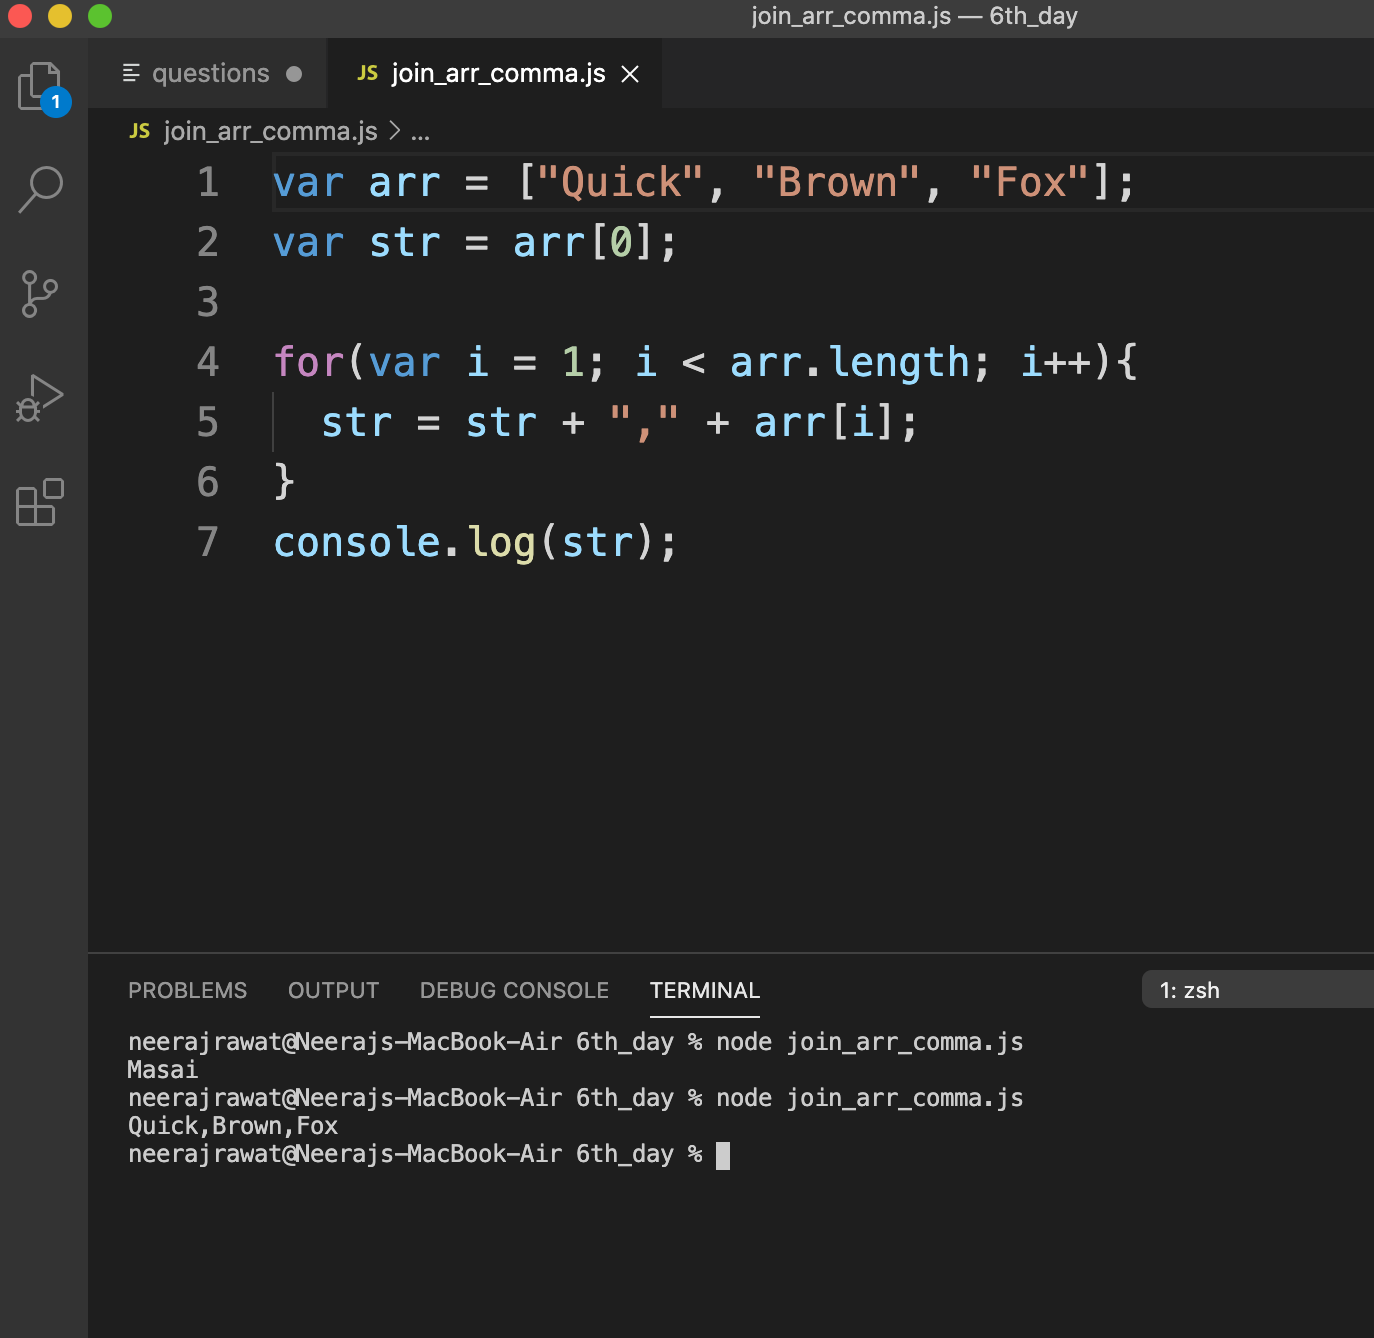 join_arr_comma.js — 6th_day
questions
JS join_arr_comma.js
1
JS join_arr_comma.js > ...
1 var arr = ["Quick", "Brown", "Fox"];
2 var str = arr[0];
3
4 for(var i = 1; i < arr.length; i++){
5 str = str + "," + arr[i];
6 }
7 console.log(str);
PROBLEMS OUTPUT DEBUG CONSOLE TERMINAL 1: zsh
neerajrawat@Neerajs-MacBook-Air 6th_day % node join_arr_comma.js
Masai
neerajrawat@Neerajs-MacBook-Air 6th_day % node join_arr_comma.js
Quick,Brown,Fox
neerajrawat@Neerajs-MacBook-Air 6th_day %